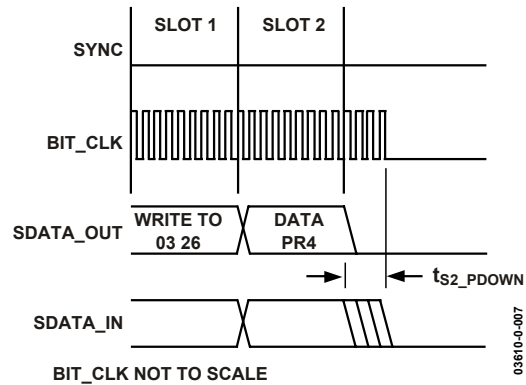 SLOT 1 SLOT 2
SYNC
BIT_CLK
SDATA_OUT
WRITE TO
03 26
DATA
PR4
tS2_PDOWN
SDATA_IN
BIT_CLK NOT TO SCALE
03610-0-007